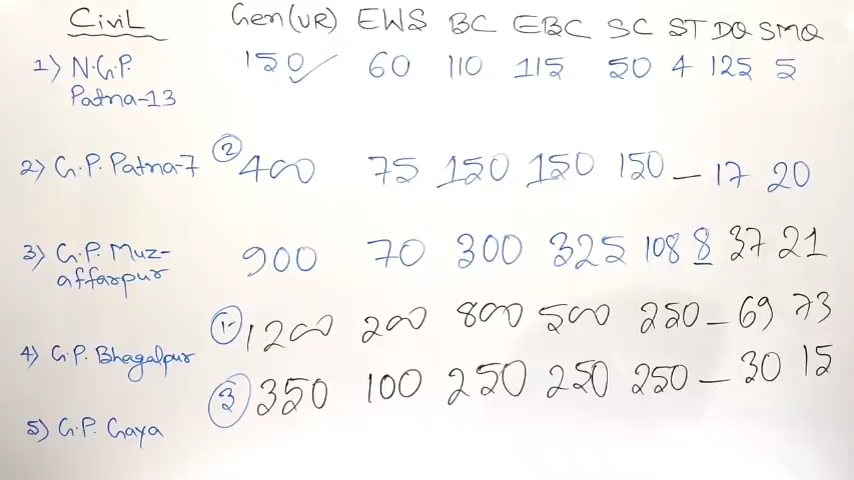 Civil Gen(UR) EWS BC EBC SC ST DQ SMQ
1) N.G.P. 150 60 110 115 50 4 125 5
Patna-13
2) G.P. Patna-7 ② 400 75 150 150 150 - 17 20
3) G.P. Muz- 900 70 300 325 108 8 37 21
affarpur
① 1200 200 800 500 250 - 69 73
4) G.P. Bhagalpur
③ 350 100 250 250 250 - 30 15
5) G.P. Gaya